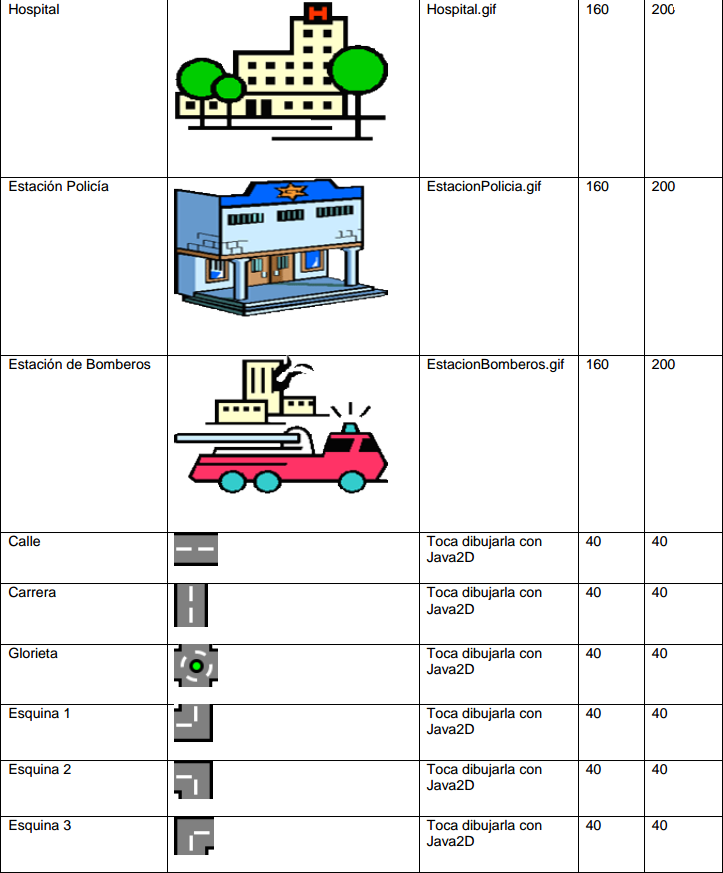 Hospital
H
Hospital.gif
160
200
Estación Policía
EstacionPolicia.gif
160
200
Estación de Bomberos
EstacionBomberos.gif
160
200
Calle
Toca dibujarla con
Java2D
40
40
Carrera
Toca dibujarla con
Java2D
40
40
Glorieta
Toca dibujarla con
Java2D
40
40
Esquina 1
Toca dibujarla con
Java2D
40
40
Esquina 2
Toca dibujarla con
Java2D
40
40
Esquina 3
Toca dibujarla con
Java2D
40
40